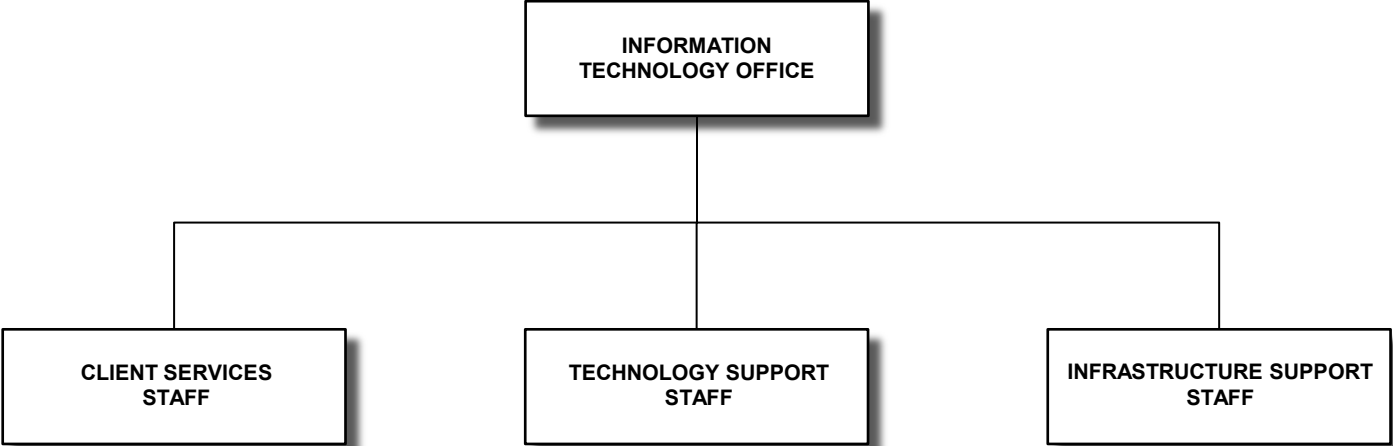 INFORMATION
TECHNOLOGY OFFICE
CLIENT SERVICES
STAFF
TECHNOLOGY SUPPORT
STAFF
INFRASTRUCTURE SUPPORT
STAFF